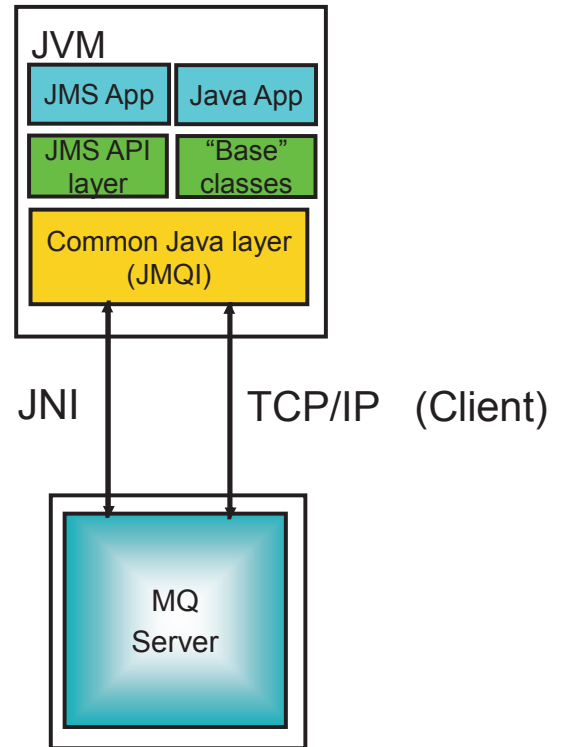 JVM
JMS App
Java App
JMS API
layer
“Base”
classes
Common Java layer
(JMQI)
JNI
TCP/IP (Client)
MQ
Server